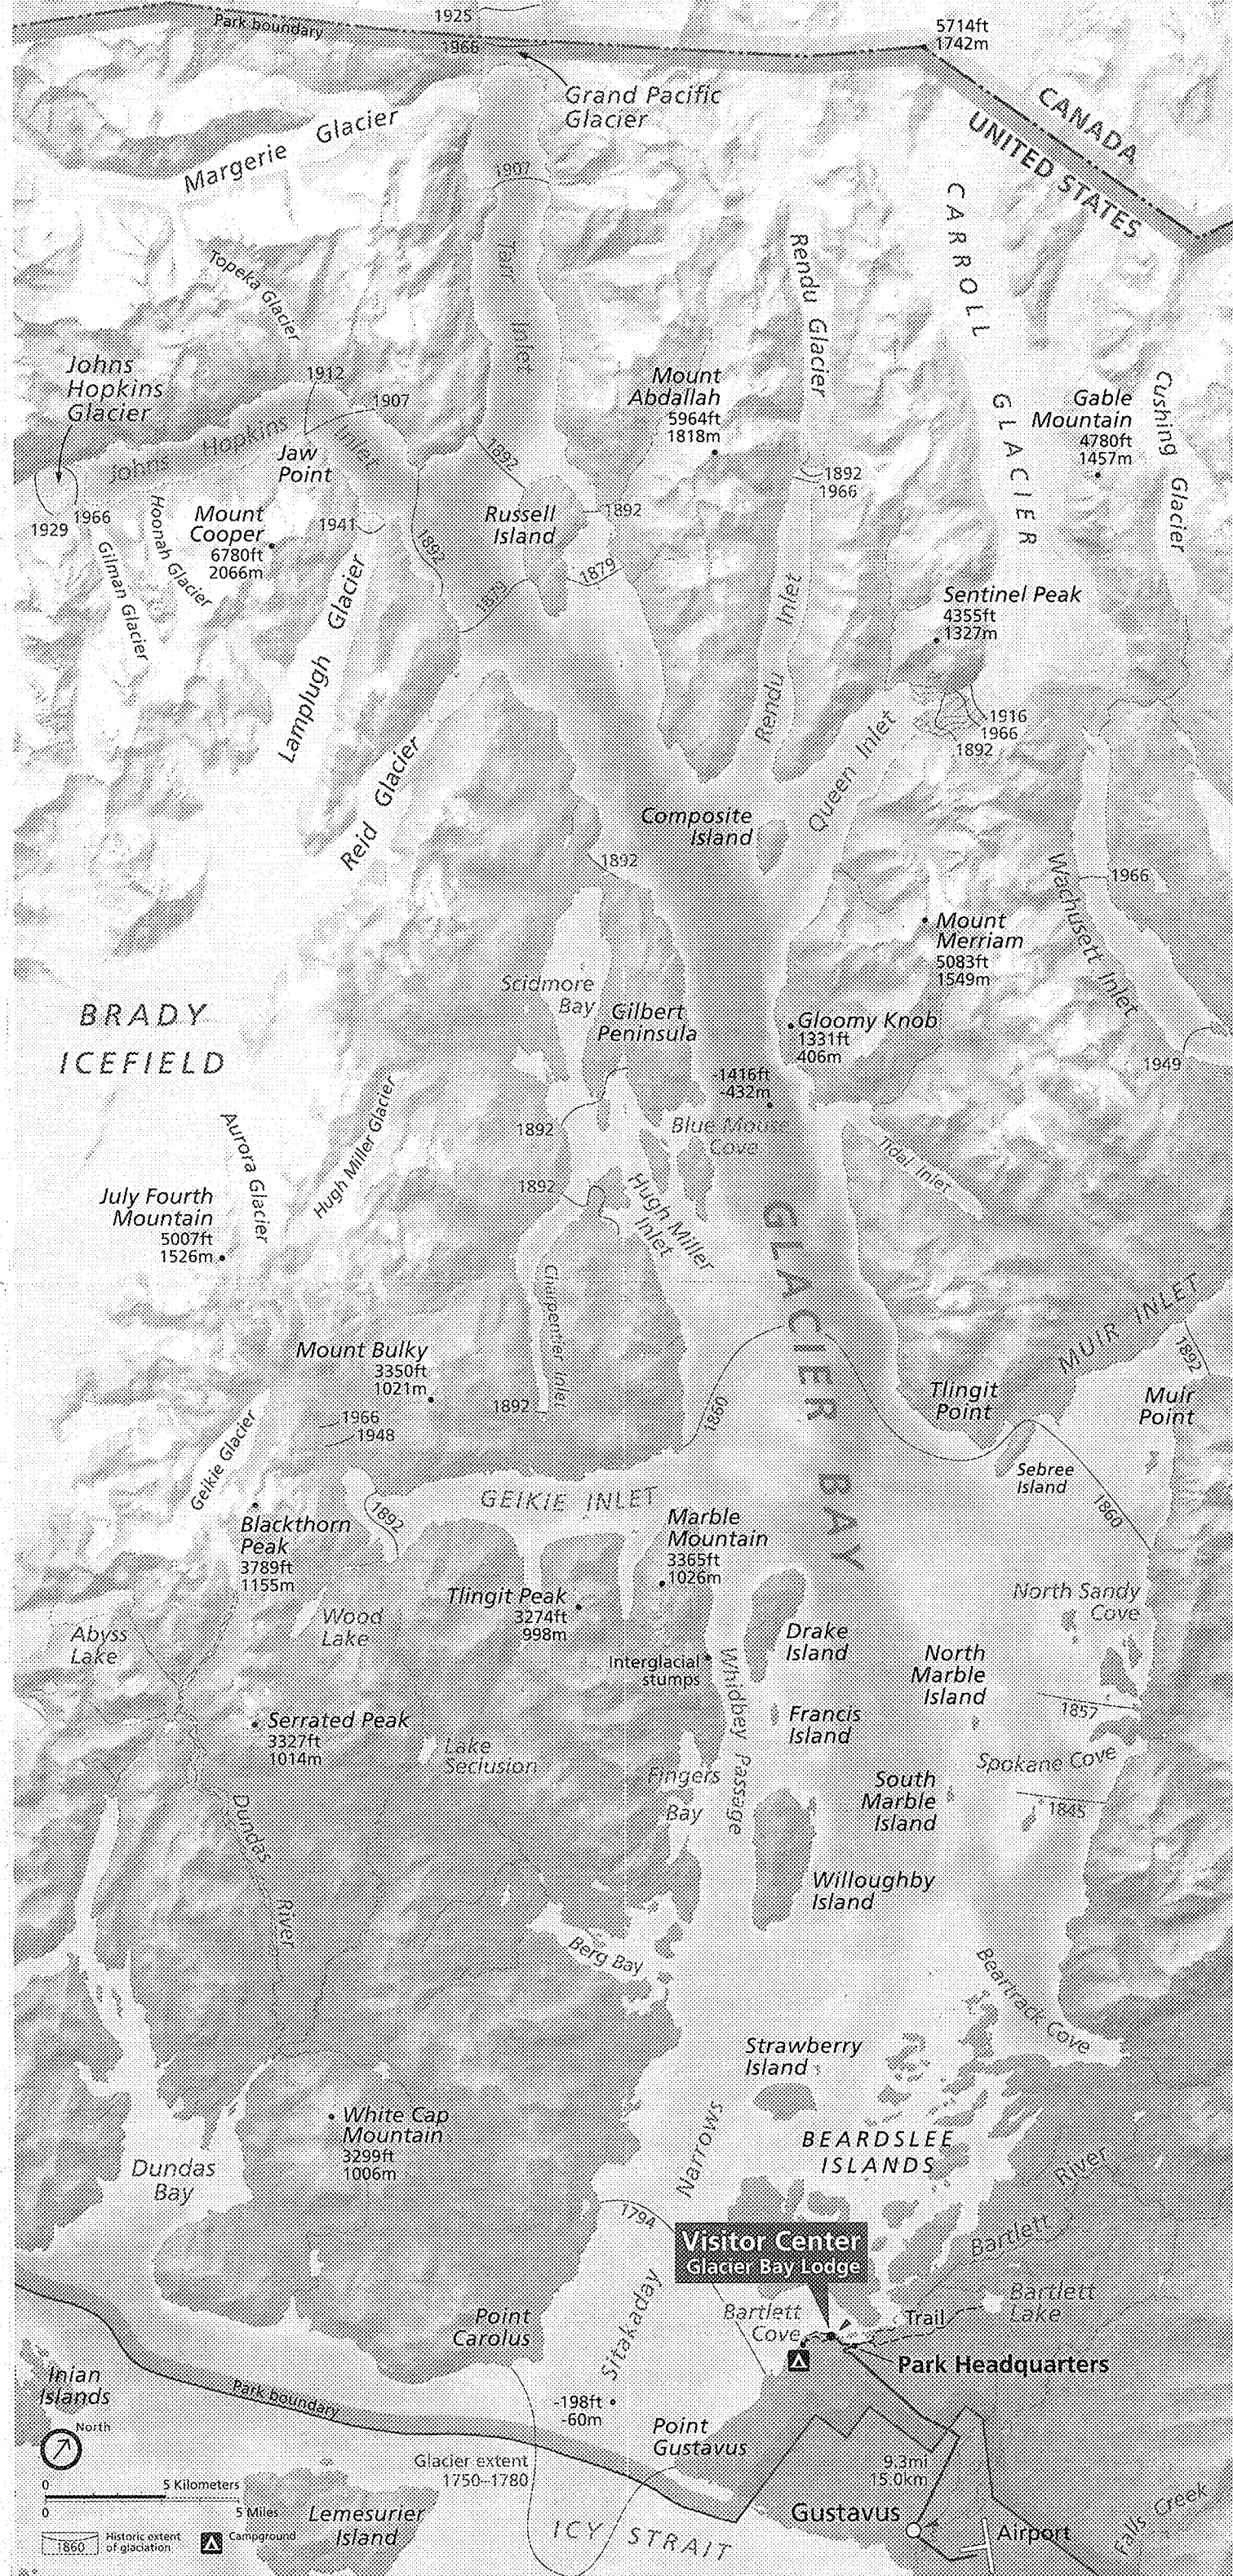 1925
Park boundary
1966
5714ft
1742m
Grand Pacific
Glacier
CANADA
UNITED STATES
Margerie Glacier
1907
Tarr Inlet
CARROLL GLACIER
Rendu Glacier
Topeka Glacier
Johns
Hopkins
Glacier
1912
1907
Mount
Abdallah
5964ft
1818m
Gable
Mountain
4780ft
1457m
Cushing Glacier
Johns Hopkins Inlet
Jaw
Point
1892
1892
1966
1929
1966
Hoonah Glacier
Mount
Cooper
6780ft
2066m
1941
Russell
Island
1892
1892
Gilman Glacier
1879
1879
Lamplugh Glacier
Rendu Inlet
Sentinel Peak
4355ft
1327m
Reid Glacier
Queen Inlet
1916
1966
1892
Composite
Island
1892
1966
Wachusett Inlet
Mount
Merriam
5083ft
1549m
Scidmore
Bay
Gilbert
Peninsula
BRADY
ICEFIELD
Gloomy Knob
1331ft
406m
1949
-1416ft
-432m
Blue Mouse
Cove
1892
Tidal Inlet
Aurora Glacier
Hugh Miller Glacier
1892
Hugh Miller
Inlet
July Fourth
Mountain
5007ft
1526m
GLACIER BAY
Charpentier Inlet
MUIR INLET
1892
Mount Bulky
3350ft
1021m
1892
1860
Tlingit
Point
Muir
Point
1966
1948
Geikie Glacier
Sebree
Island
1860
GEIKIE INLET
1892
Blackthorn
Peak
3789ft
1155m
Marble
Mountain
3365ft
1026m
Tlingit Peak
3274ft
998m
North Sandy
Cove
Wood
Lake
Abyss
Lake
Drake
Island
Interglacial
stumps
Whidbey Passage
North
Marble
Island
1857
Serrated Peak
3327ft
1014m
Francis
Island
Lake
Seclusion
Spokane Cove
Fingers
Bay
South
Marble
Island
1845
Dundas River
Willoughby
Island
Berg Bay
Beartrack Cove
Strawberry
Island
White Cap
Mountain
3299ft
1006m
BEARDSLEE
ISLANDS
Dundas
Bay
Sitakaday Narrows
1794
Bartlett River
Visitor Center
Glacier Bay Lodge
Bartlett
Lake
Bartlett
Cove
Trail
Point
Carolus
Park Headquarters
Inian
Islands
Park boundary
-198ft
-60m
Point
Gustavus
North
Glacier extent
1750–1780
9.3mi
15.0km
0 5 Kilometers
0 5 Miles
Lemesurier
Island
Gustavus
Airport
Falls Creek
ICY STRAIT
1860
Historic extent
of glaciation
Campground